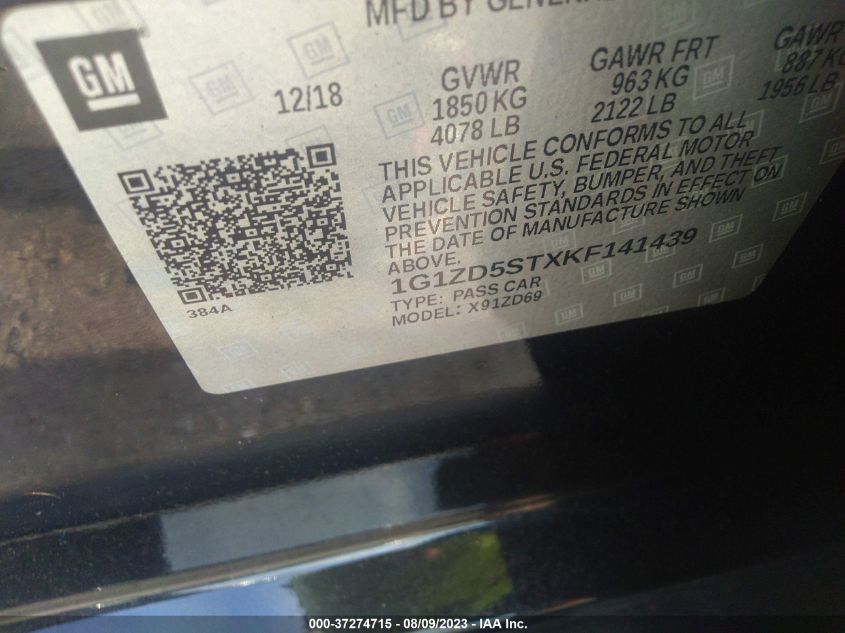 MFD BY GENERAL
GM
12/18
GVWR
1850 KG
4078 LB
GAWR FRT
963 KG
2122 LB
GAWR
887 KG
1956 LB
THIS VEHICLE CONFORMS TO ALL
APPLICABLE U.S. FEDERAL MOTOR
VEHICLE SAFETY, BUMPER, AND THEFT
PREVENTION STANDARDS IN EFFECT ON
THE DATE OF MANUFACTURE SHOWN
ABOVE.
1G1ZD5STXKF141439
TYPE: PASS CAR
MODEL: X91ZD69
384A
000-37274715 - 08/09/2023 - IAA Inc.